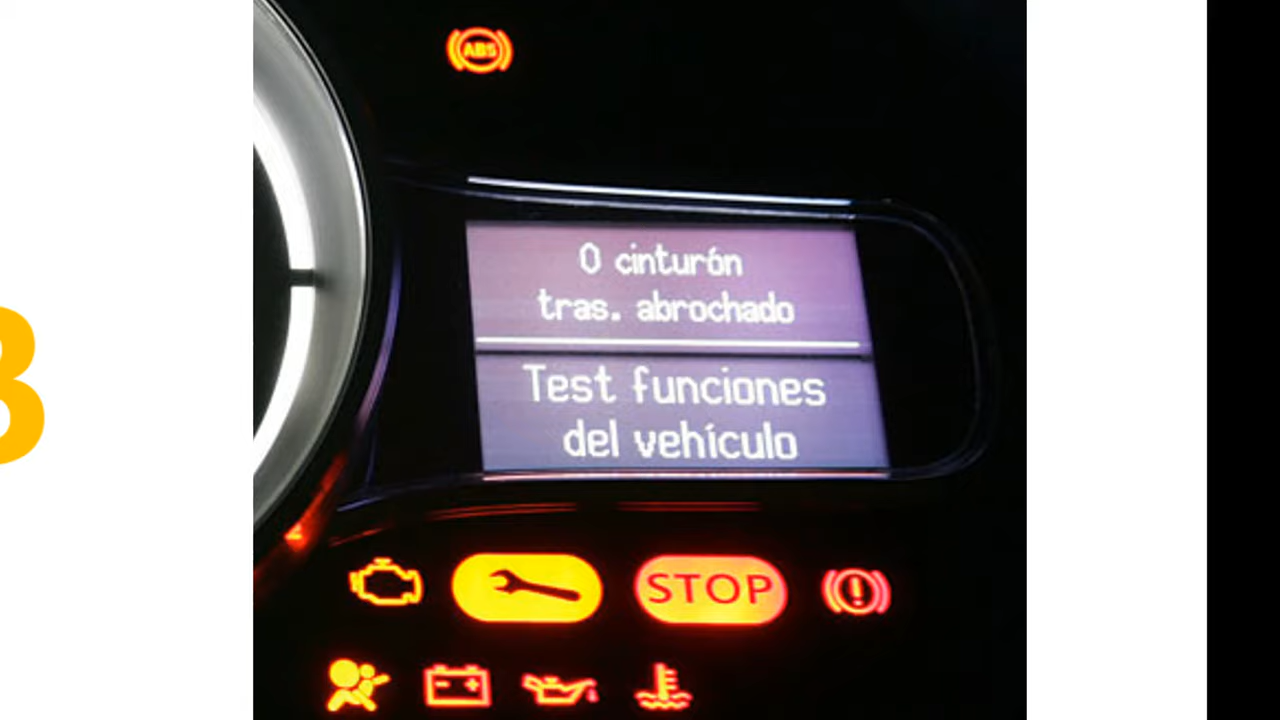 ABS
0 cinturón
tras. abrochado
Test funciones
del vehículo
STOP